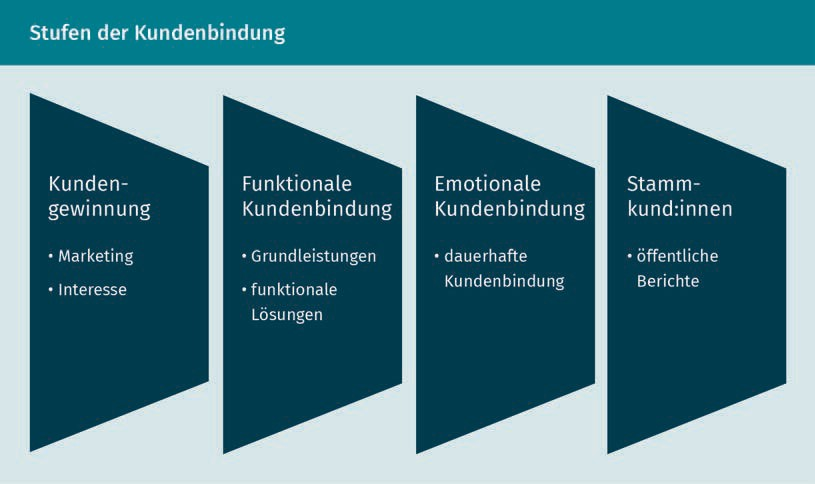 Stufen der Kundenbindung
Kunden-
gewinnung
• Marketing
• Interesse
Funktionale
Kundenbindung
• Grundleistungen
• funktionale
Lösungen
Emotionale
Kundenbindung
• dauerhafte
Kundenbindung
Stamm-
kund:innen
• öffentliche
Berichte